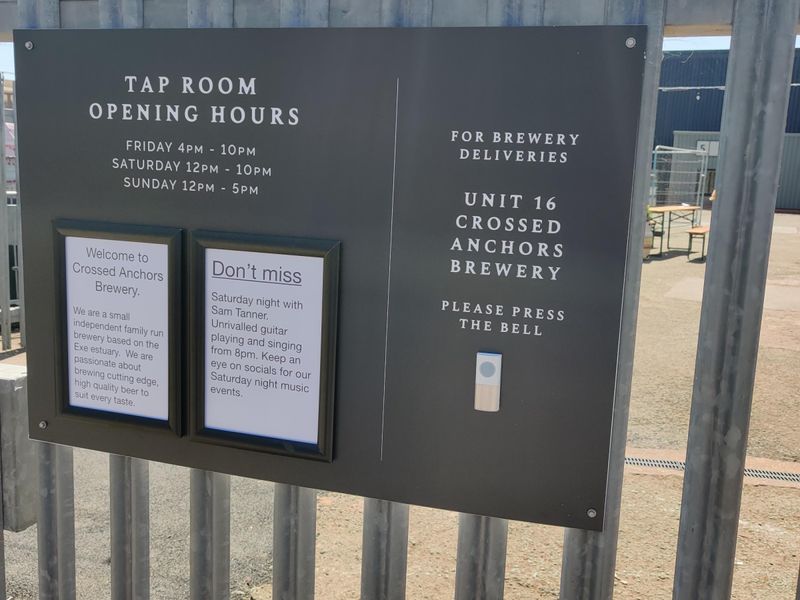 TAP ROOM
OPENING HOURS
FRIDAY 4PM - 10PM
SATURDAY 12PM - 10PM
SUNDAY 12PM - 5PM
Welcome to
Crossed Anchors
Brewery.
We are a small
independent family run
brewery based on the
Exe estuary. We are
passionate about
brewing cutting edge,
high quality beer to
suit every taste.
Don't miss
Saturday night with
Sam Tanner.
Unrivalled guitar
playing and singing
from 8pm. Keep an
eye on socials for our
Saturday night music
events.
FOR BREWERY
DELIVERIES
UNIT 16
CROSSED
ANCHORS
BREWERY
PLEASE PRESS
THE BELL